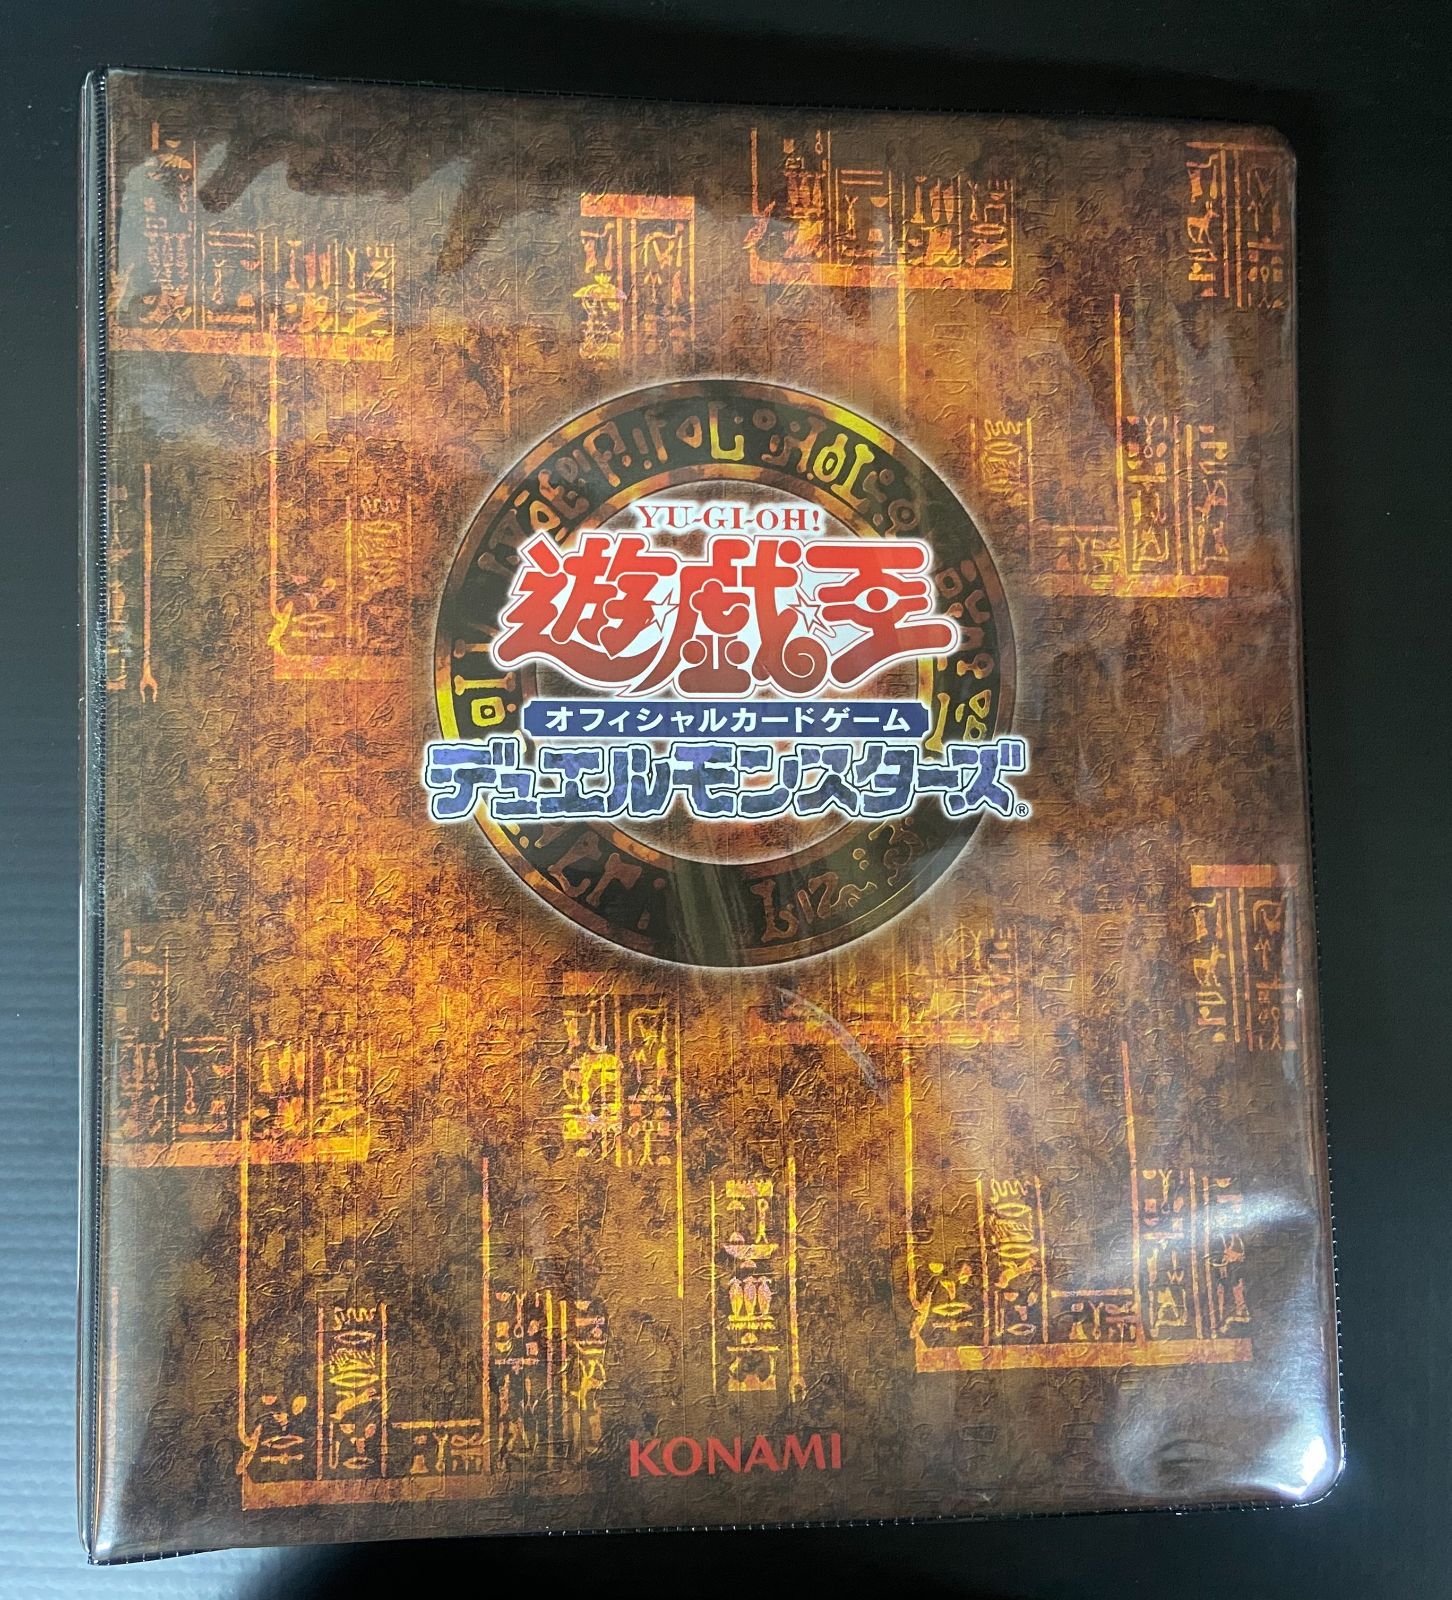 YU-GI-OH!
遊☆戯☆王
オフィシャルカードゲーム
デュエルモンスターズ®
KONAMI